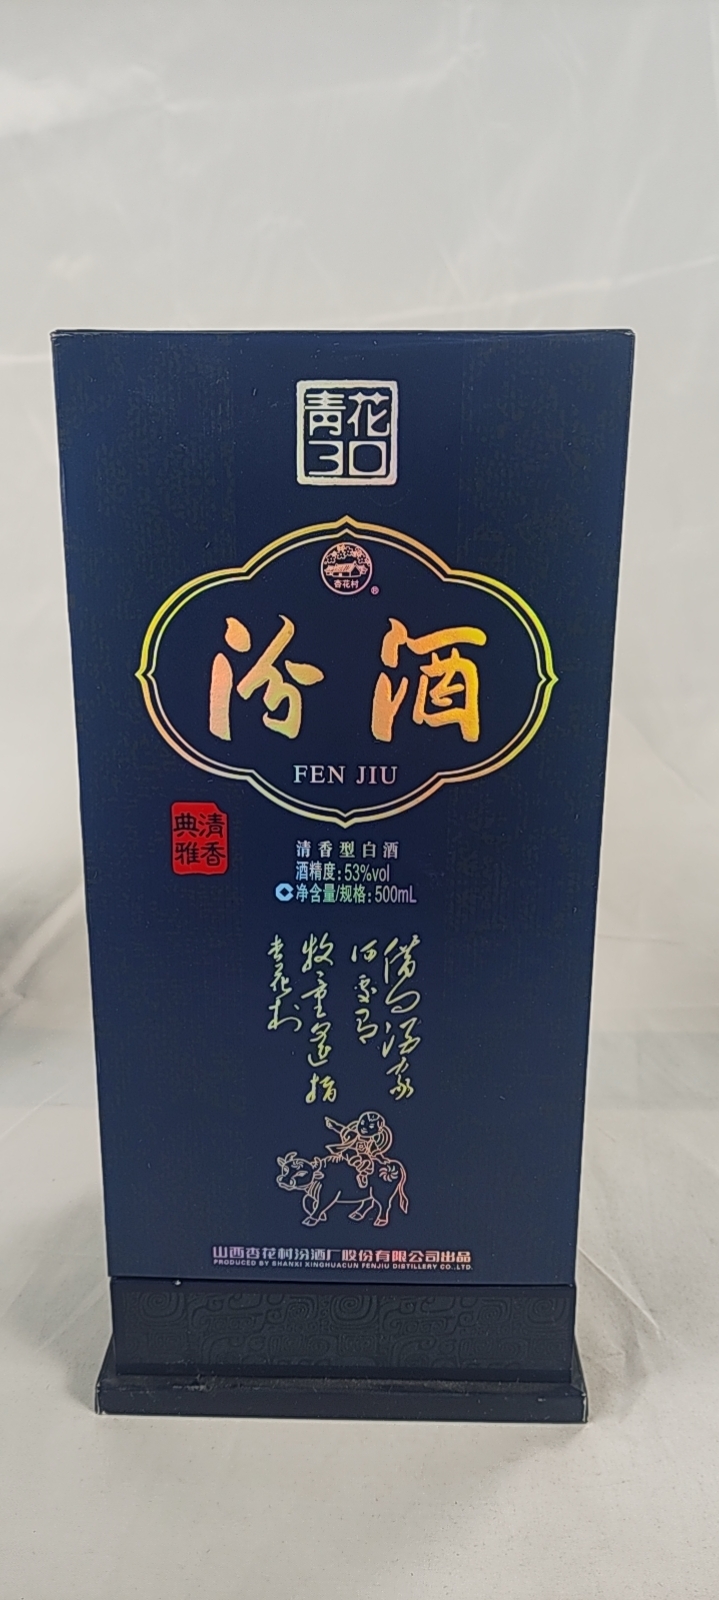 青花
30
杏花村
®
汾酒
FEN JIU
清香
典雅
清香型白酒
酒精度:53%vol
净含量/规格:500mL
借问酒家
何处有
牧童遥指
杏花村
山西杏花村汾酒厂股份有限公司出品
PRODUCED BY SHANXI XINGHUACUN FENJIU DISTILLERY CO.,LTD.